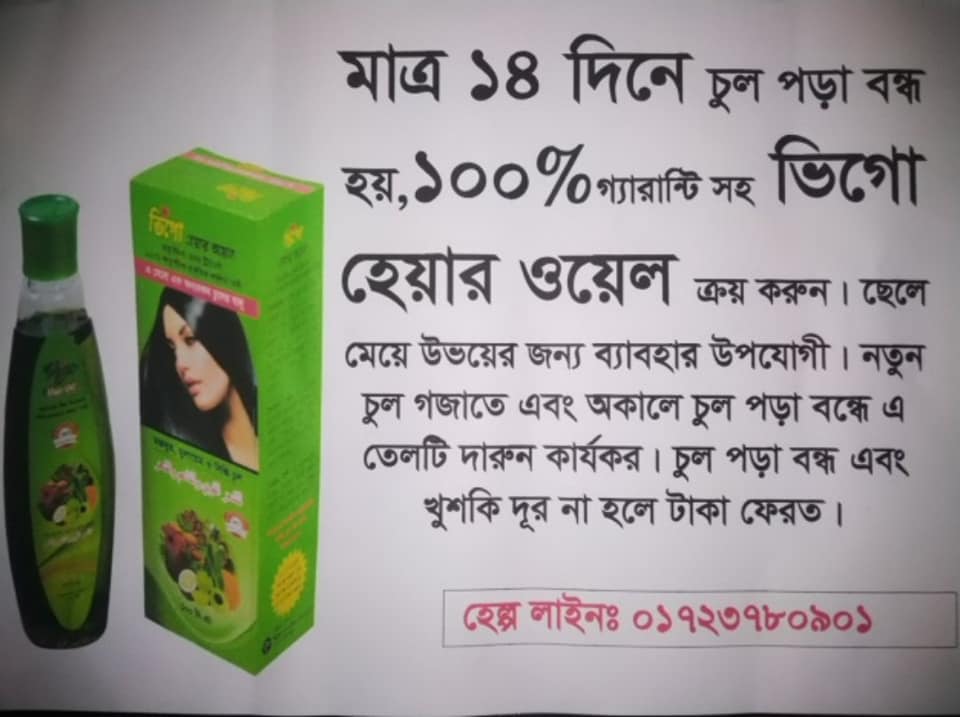 মাত্র ১৪ দিনে চুল পড়া বন্ধ
হয়,১০০%গ্যারান্টি সহ ভিগো
হেয়ার ওয়েল ক্রয় করুন। ছেলে
মেয়ে উভয়ের জন্য ব্যাবহার উপযোগী। নতুন
চুল গজাতে এবং অকালে চুল পড়া বন্ধে এ
তেলটি দারুন কার্যকর। চুল পড়া বন্ধ এবং
খুশকি দূর না হলে টাকা ফেরত।
হেল্প লাইনঃ ০১৭২৩৭৮০৯০১
ভিগো হেয়ার অয়েল